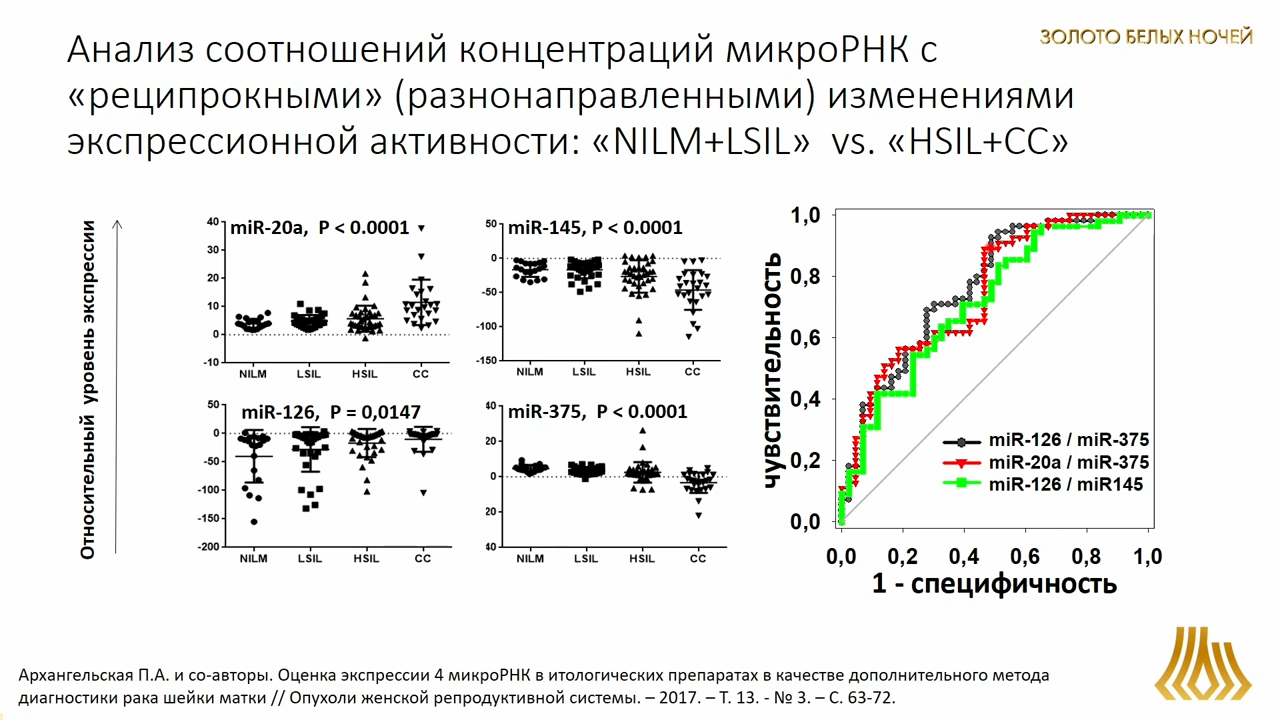 Анализ соотношений концентраций микроРНК с
ЗОЛОТО БЕЛЫХ НОЧЕЙ
«реципрокными» (разнонаправленными) изменениями
экспрессионной активности: «NILM+LSIL» vs. «HSIL+CC»
Относительный уровень экспрессии
miR-20a, P < 0.0001
40
30
20
10
0
-10
NILM LSIL HSIL CC
miR-145, P < 0.0001
50
0
-50
-100
-150
NILM LSIL HSIL CC
miR-126, P = 0,0147
50
0
-50
-100
-150
-200
NILM LSIL HSIL CC
miR-375, P < 0.0001
40
20
0
20
40
NILM LSIL HSIL CC
чувствительность
1,0
0,8
0,6
0,4
0,2
0,0
miR-126 / miR-375
miR-20a / miR-375
miR-126 / miR145
0,0 0,2 0,4 0,6 0,8 1,0
1 - специфичность
Архангельская П.А. и со-авторы. Оценка экспрессии 4 микроРНК в итологических препаратах в качестве дополнительного метода
диагностики рака шейки матки // Опухоли женской репродуктивной системы. – 2017. – Т. 13. - № 3. – С. 63-72.